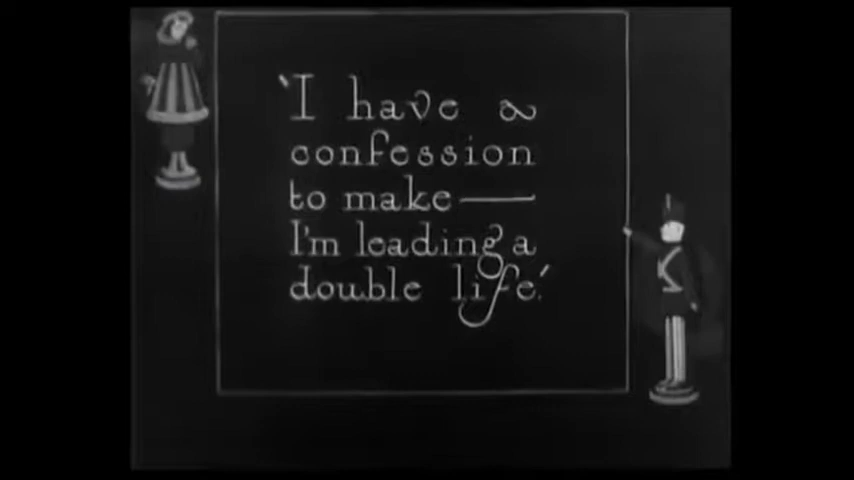 'I have a
confession
to make—
I'm leading a
double life.'